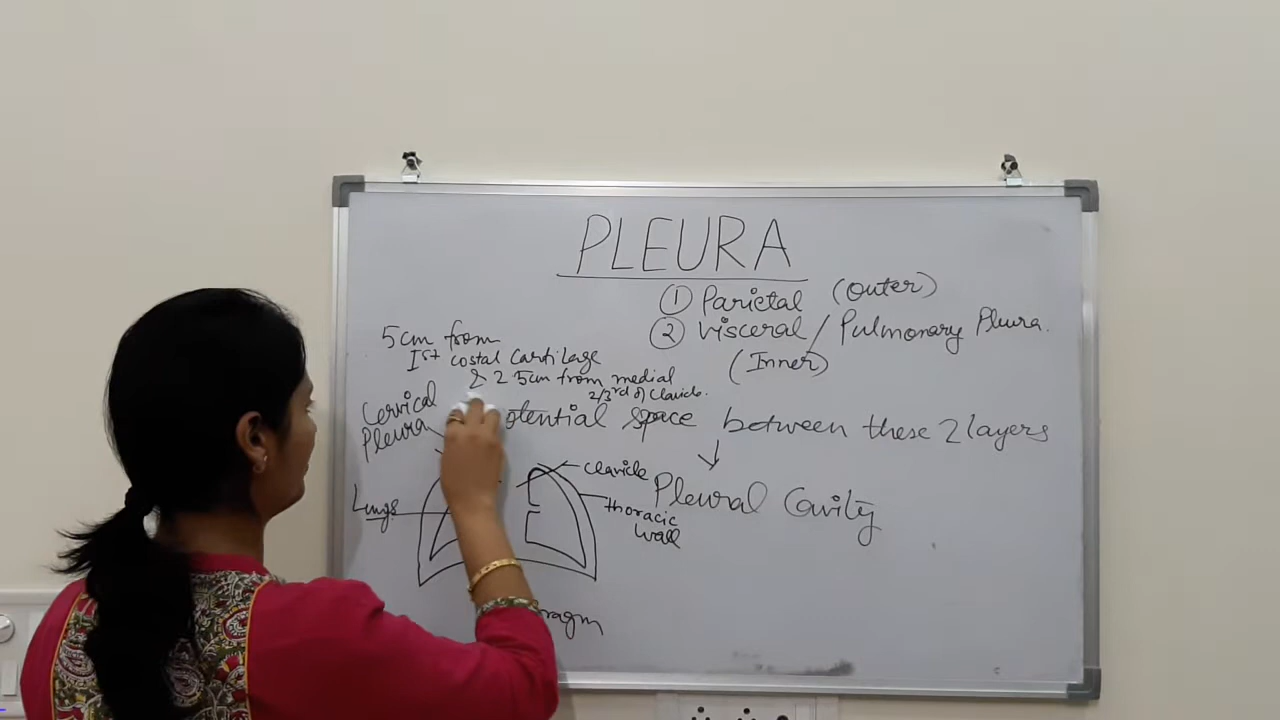 PLEURA
① Parietal (outer)
② Visceral / Pulmonary Pleura.
(Inner)
5cm from
Ist costal Cartilage
& 2.5cm from medial
2/3rd of Clavicle.
Cervical
Pleura
otential space between these 2 layers
↓
Pleural Cavity
Lungs
Clavicle
thoracic
wall
ragm